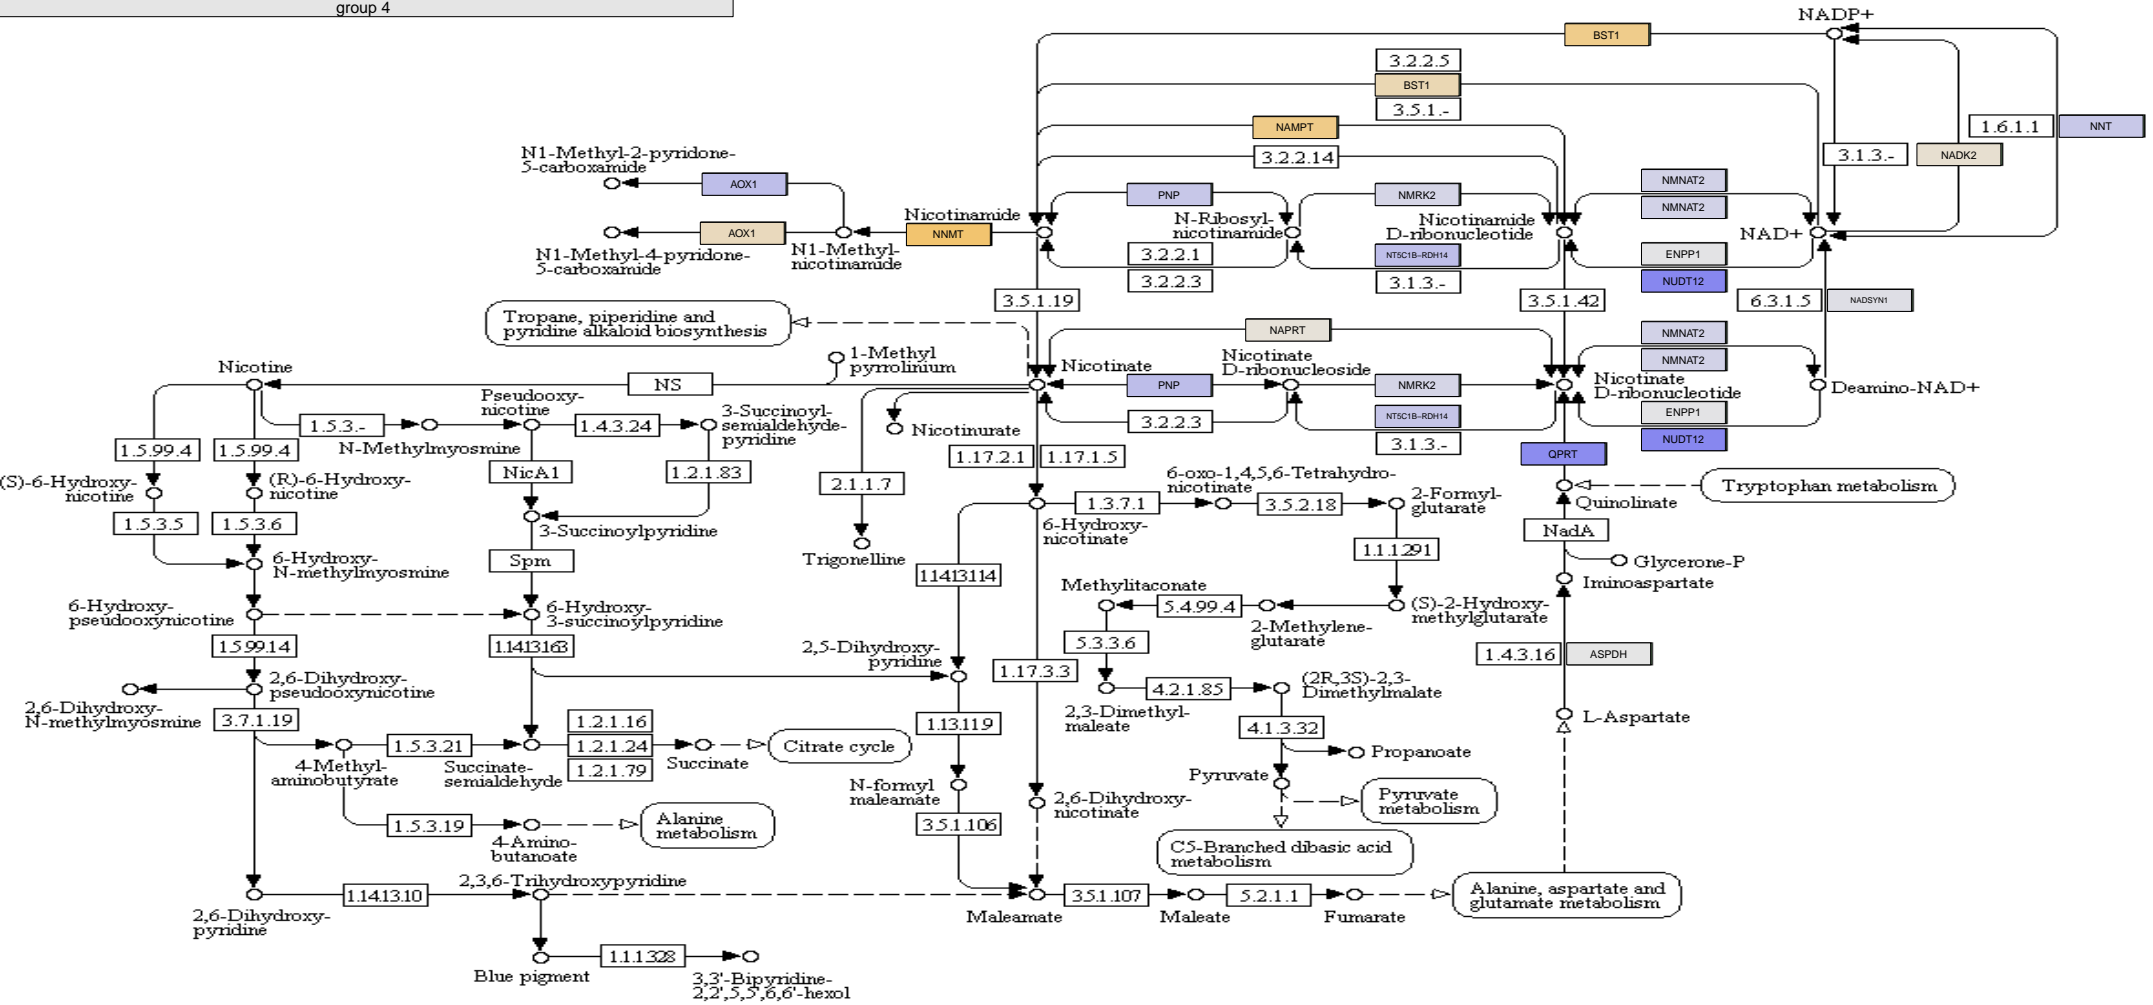 group 4
NADP+
BST1
3.2.2.5
BST1
3.5.1.-
NAMPT
1.6.1.1
NNT
3.2.2.14
3.1.3.-
NADK2
N1-Methyl-2-pyridone-
5-carboxamide
AOX1
PNP
NMRK2
NMNAT2
NMNAT2
Nicotinamide
N-Ribosyl-
nicotinamide
Nicotinamide
D-ribonucleotide
NAD+
AOX1
NNMT
N1-Methyl-4-pyridone-
5-carboxamide
N1-Methyl-
nicotinamide
3.2.2.1
3.2.2.3
NT5C1B-RDH14
3.1.3.-
ENPP1
NUDT12
3.5.1.19
3.5.1.42
6.3.1.5
NADSYN1
Tropane, piperidine and
pyridine alkaloid biosynthesis
NAPRT
NMNAT2
NMNAT2
Nicotine
NS
1-Methyl
pyrrolinium
Nicotinate
Nicotinate
D-ribonucleoside
PNP
NMRK2
Nicotinate
D-ribonucleotide
Deamino-NAD+
Pseudooxy-
nicotine
1.5.3.-
N-Methylmyosmine
1.4.3.24
3-Succinoyl-
semialdehyde-
pyridine
Nicotinurate
3.2.2.3
NT5C1B-RDH14
3.1.3.-
ENPP1
NUDT12
1.5.99.4
1.5.99.4
NicA1
1.2.1.83
2.1.1.7
1.17.2.1
1.17.1.5
QPRT
(S)-6-Hydroxy-
nicotine
(R)-6-Hydroxy-
nicotine
6-oxo-1,4,5,6-Tetrahydro-
nicotinate
1.3.7.1
3.5.2.18
2-Formyl-
glutarate
Tryptophan metabolism
Quinolinate
1.5.3.5
1.5.3.6
3-Succinoylpyridine
6-Hydroxy-
nicotinate
NadA
6-Hydroxy-
N-methylmyosmine
Spm
Trigonelline
1.1.1.291
Glycerone-P
Iminoaspartate
1.14.13.114
Methylitaconate
5.4.99.4
2-Methylene-
glutarate
(S)-2-Hydroxy-
methylglutarate
6-Hydroxy-
pseudooxynicotine
6-Hydroxy-
3-succinoylpyridine
1.5.99.14
1.14.13.163
2,5-Dihydroxy-
pyridine
5.3.3.6
1.4.3.16
ASPDH
1.17.3.3
2,6-Dihydroxy-
pseudooxynicotine
2,6-Dihydroxy-
N-methylmyosmine
4.2.1.85
(2R,3S)-2,3-
Dimethylmalate
2,3-Dimethyl-
maleate
L-Aspartate
3.7.1.19
1.2.1.16
1.13.11.9
4.1.3.32
1.5.3.21
1.2.1.24
1.2.1.79
Citrate cycle
Propanoate
4-Methyl-
aminobutyrate
Succinate-
semialdehyde
Succinate
Pyruvate
N-formyl
maleamate
2,6-Dihydroxy-
nicotinate
Pyruvate
metabolism
1.5.3.19
4-Amino-
butanoate
Alanine
metabolism
3.5.1.106
C5-Branched dibasic acid
metabolism
1.14.13.10
2,3,6-Trihydroxypyridine
2,6-Dihydroxy-
pyridine
Maleamate
3.5.1.107
Maleate
5.2.1.1
Fumarate
Alanine, aspartate and
glutamate metabolism
Blue pigment
1.1.1.328
3,3'-Bipyridine-
2,2',5,5',6,6'-hexol